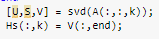 [U,S,V] = svd(A(:,:,k));
Hs(:,k) = V(:,end);